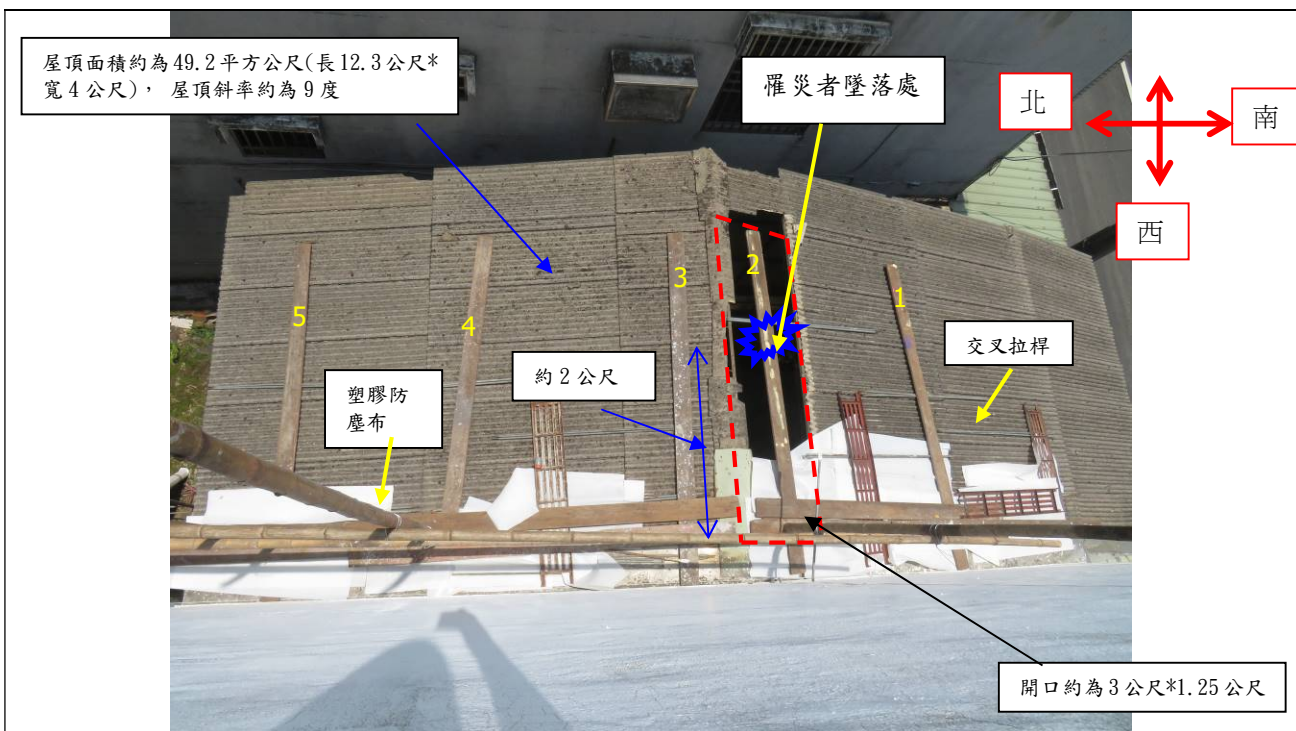 屋頂面積約為49.2平方公尺(長12.3公尺*
寬4公尺)， 屋頂斜率約為9度
罹災者墜落處
北
南
西
5
4
3
2
1
約2公尺
交叉拉桿
塑膠防
塵布
開口約為3公尺*1.25公尺